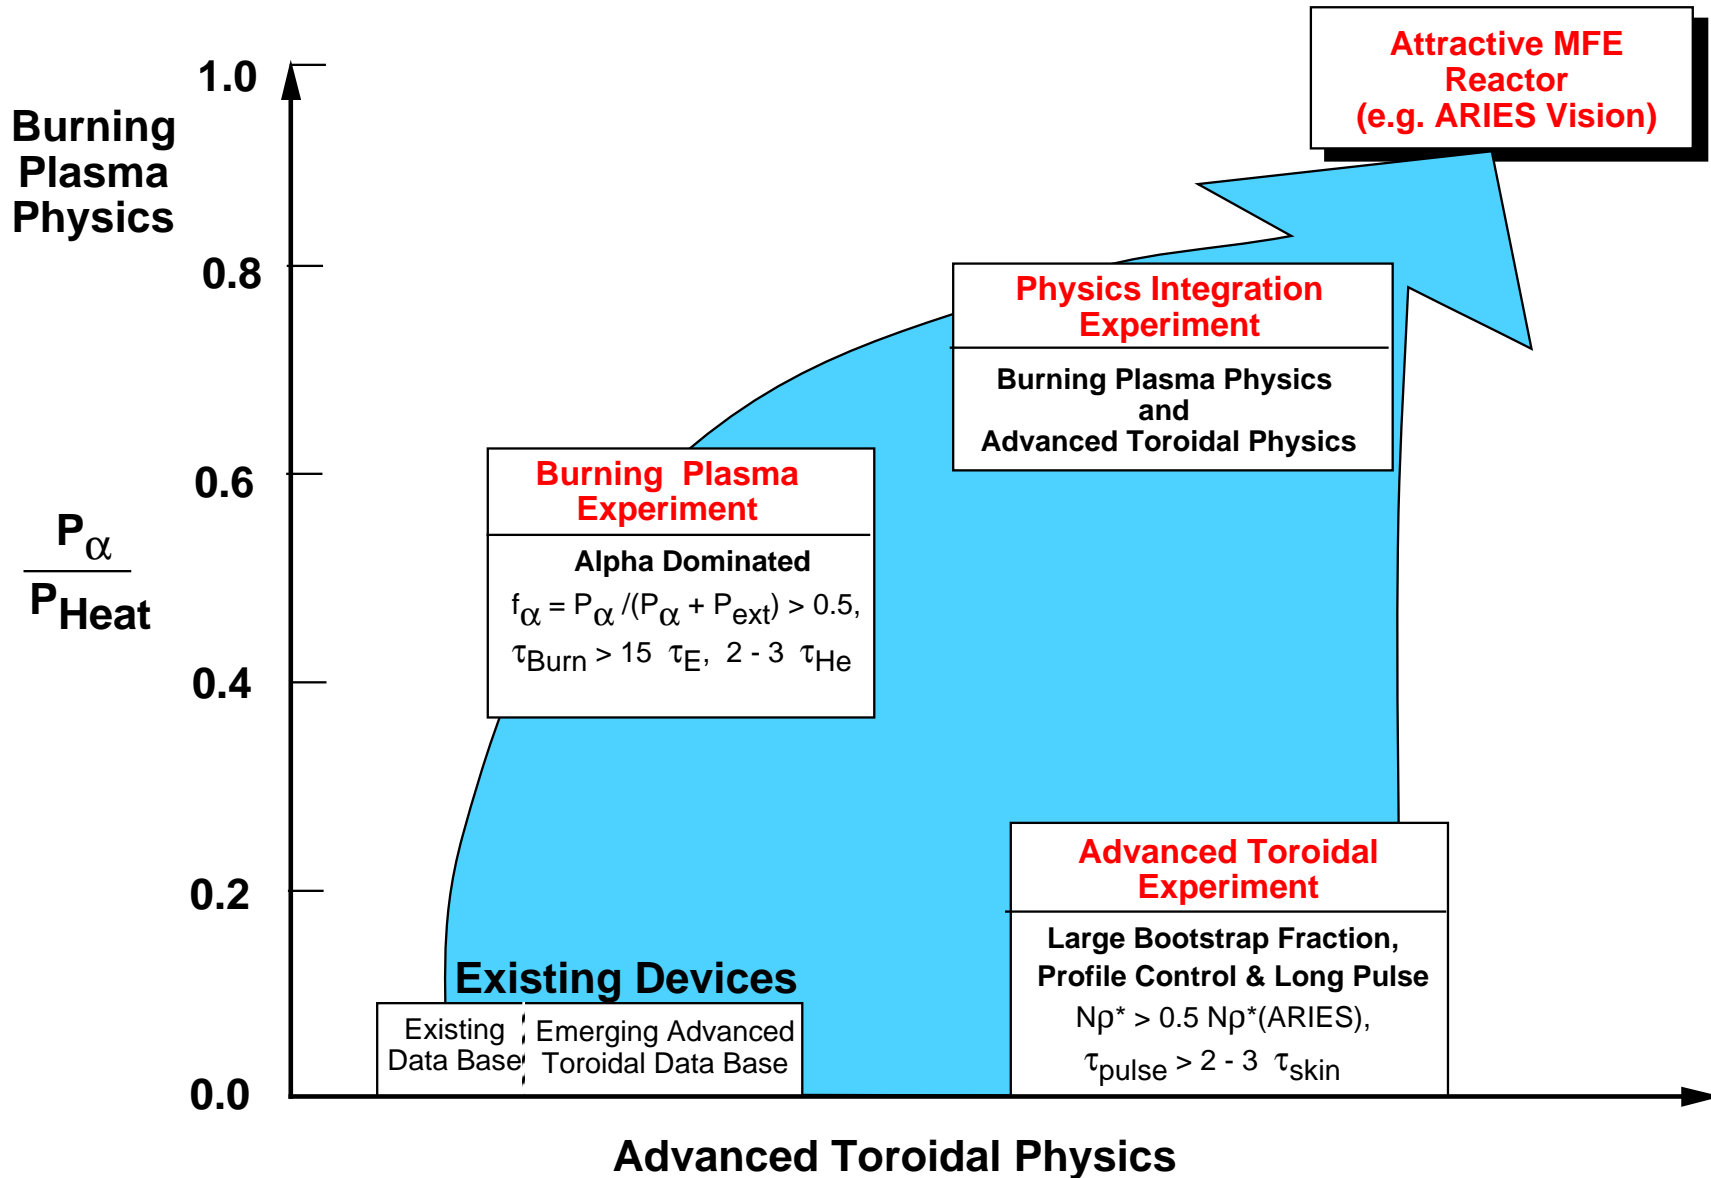 Attractive MFE
Reactor
(e.g. ARIES Vision)
1.0
Burning
Plasma
Physics
0.8
Physics Integration
Experiment
Burning Plasma Physics
and
Advanced Toroidal Physics
0.6
Burning Plasma
Experiment
Alpha Dominated
fα = Pα /(Pα + Pext) > 0.5,
τBurn > 15 τE, 2 - 3 τHe
Pα
PHeat
0.4
0.2
Advanced Toroidal
Experiment
Large Bootstrap Fraction,
Profile Control & Long Pulse
Nρ* > 0.5 Nρ*(ARIES),
τpulse > 2 - 3 τskin
Existing Devices
Existing
Data Base
Emerging Advanced
Toroidal Data Base
0.0
Advanced Toroidal Physics